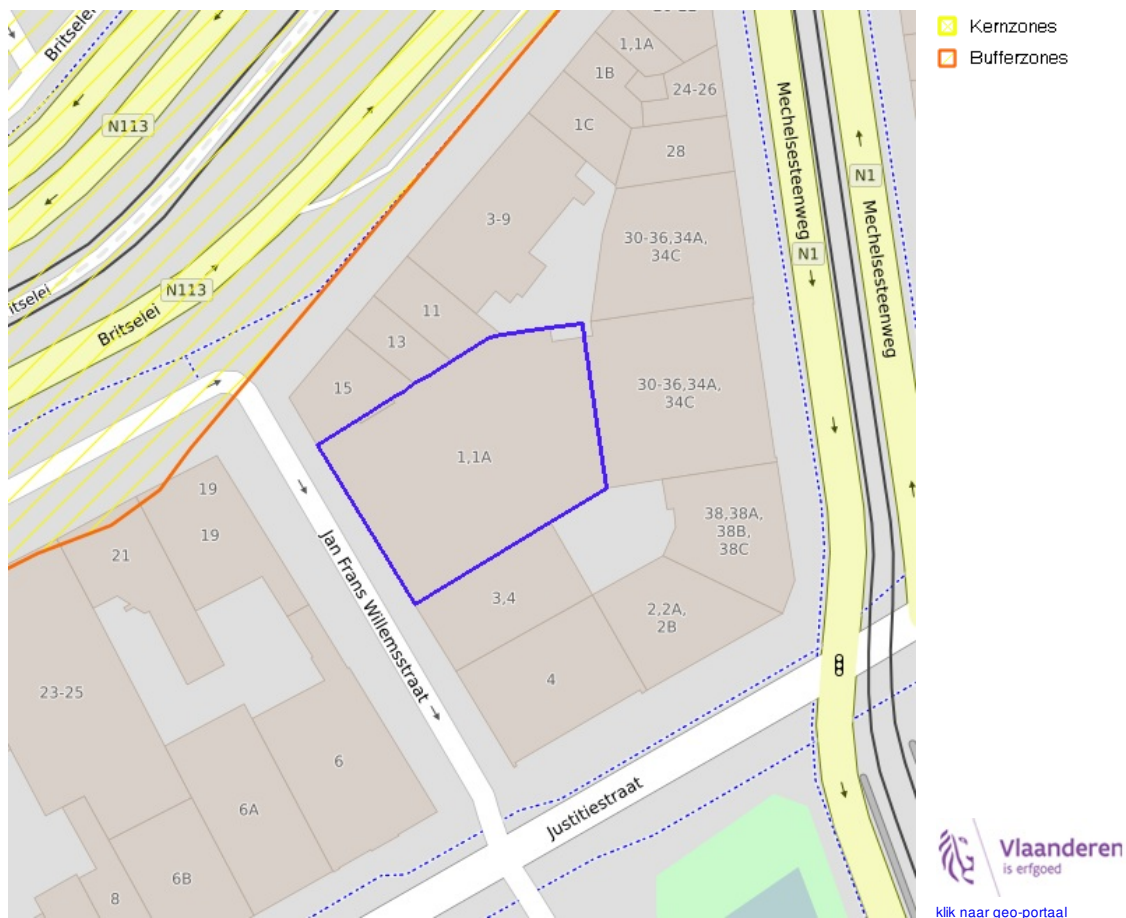 Britselei
N113
N113
Britselei
itselei
1,1A
1B
24-26
1C
28
3-9
30-36,34A,
34C
11
13
15
30-36,34A,
34C
1,1A
Mechelsesteenweg
N1
N1
Mechelsesteenweg
19
19
21
Jan Frans Willemsstraat
3,4
38,38A,
38B,
38C
2,2A,
2B
4
23-25
6
6A
6B
8
Justitiestraat
Kernzones
Bufferzones
Vlaanderen
is erfgoed
klik naar geo-portaal